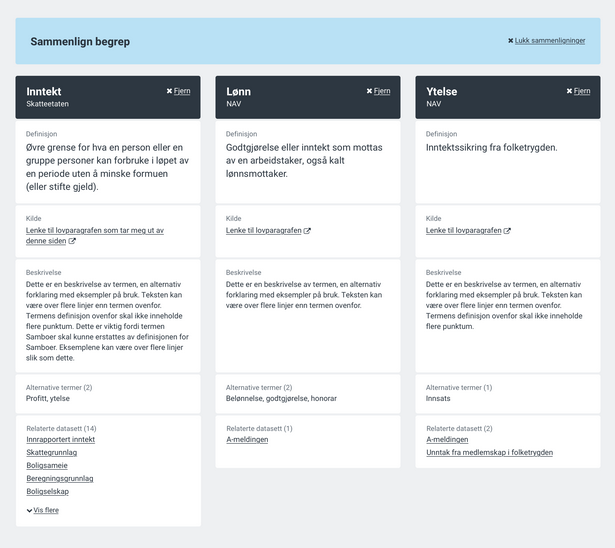 Sammenlign begrep
✖ Lukk sammenligninger
Inntekt
✖ Fjern
Skatteetaten
Definisjon
Øvre grense for hva en person eller en
gruppe personer kan forbruke i løpet av
en periode uten å minske formuen
(eller stifte gjeld).
Kilde
Lenke til lovparagrafen som tar meg ut av
denne siden
Beskrivelse
Dette er en beskrivelse av termen, en alternativ
forklaring med eksempler på bruk. Teksten kan
være over flere linjer enn termen ovenfor.
Termens definisjon ovenfor skal ikke inneholde
flere punktum. Dette er viktig fordi termen
Samboer skal kunne erstattes av definisjonen for
Samboer. Eksemplene kan være over flere linjer
slik som dette.
Alternative termer (2)
Profitt, ytelse
Relaterte datasett (14)
Innrapportert inntekt
Skattegrunnlag
Boligsameie
Beregningsgrunnlag
Boligselskap
Vis flere
Lønn
✖ Fjern
NAV
Definisjon
Godtgjørelse eller inntekt som mottas
av en arbeidstaker, også kalt
lønnsmottaker.
Kilde
Lenke til lovparagrafen
Beskrivelse
Dette er en beskrivelse av termen, en alternativ
forklaring med eksempler på bruk. Teksten kan
være over flere linjer enn termen ovenfor.
Alternative termer (2)
Belønnelse, godtgjørelse, honorar
Relaterte datasett (1)
A-meldingen
Ytelse
✖ Fjern
NAV
Definisjon
Inntektssikring fra folketrygden.
Kilde
Lenke til lovparagrafen
Beskrivelse
Dette er en beskrivelse av termen, en alternativ
forklaring med eksempler på bruk. Teksten kan
være over flere linjer enn termen ovenfor.
Termens definisjon ovenfor skal ikke inneholde
flere punktum.
Alternative termer (1)
Innsats
Relaterte datasett (2)
A-meldingen
Unntak fra medlemskap i folketrygden